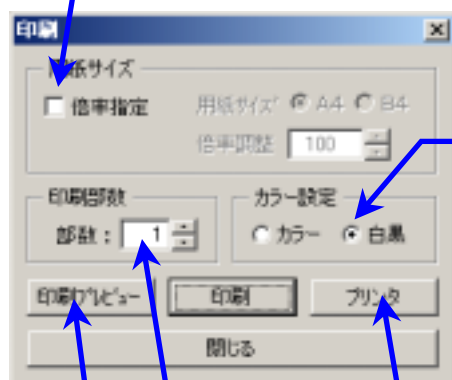 印刷
用紙サイズ
倍率指定 用紙サイズ A4 B4
倍率調整 100
印刷部数 カラー設定
部数： 1 カラー 白黒
印刷プレビュー 印刷 プリンタ
閉じる